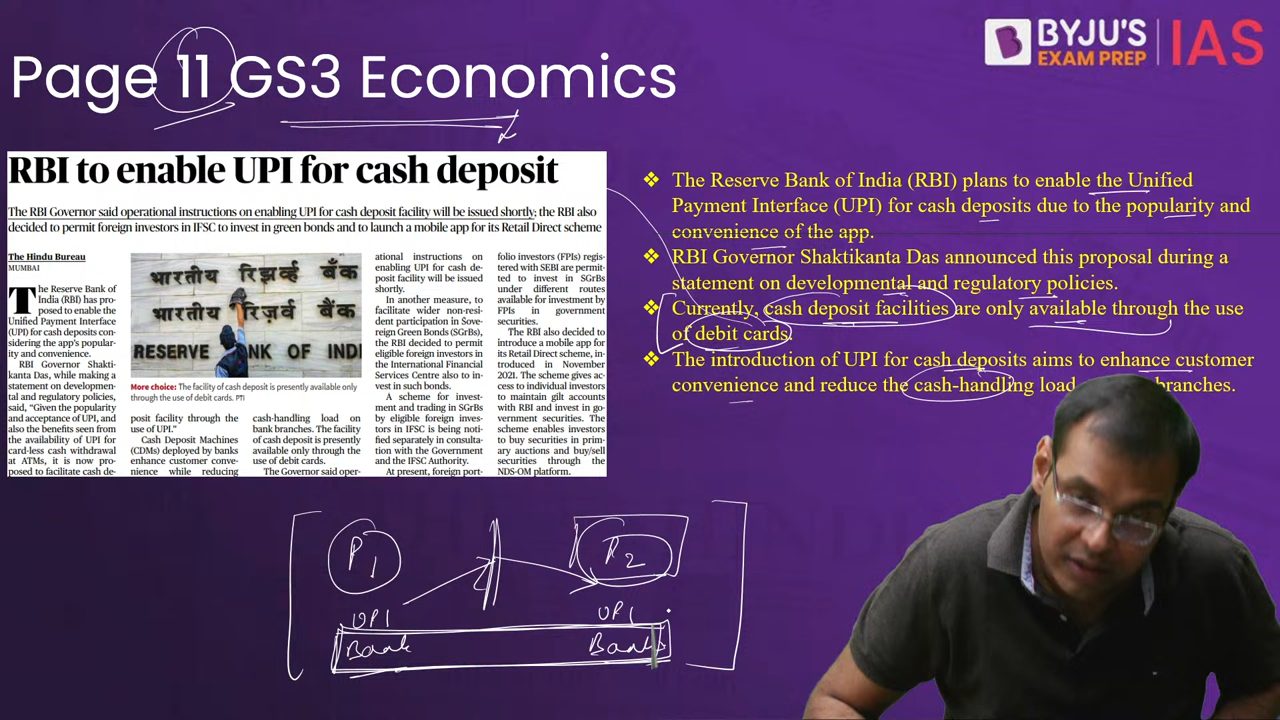 Page 11 GS3 Economics
BYJU'S
EXAM PREP
IAS
RBI to enable UPI for cash deposit
The RBI Governor said operational instructions on enabling UPI for cash deposit facility will be issued shortly; the RBI also
decided to permit foreign investors in IFSC to invest in green bonds and to launch a mobile app for its Retail Direct scheme
The Hindu Bureau
MUMBAI
The Reserve Bank of
India (RBI) has pro-
posed to enable the
Unified Payment Interface
(UPI) for cash deposits con-
sidering the app's popular-
ity and convenience.
RBI Governor Shakti-
kanta Das, while making a
statement on developmen-
tal and regulatory policies,
said, "Given the popularity
and acceptance of UPI, and
also the benefits seen from
the availability of UPI for
card-less cash withdrawal
at ATMs, it is now pro-
posed to facilitate cash de-
भारतीय रिझर्व्ह बैंक
भारतीय रिज़र्व बैंक
RESERVE BANK OF INDI
More choice: The facility of cash deposit is presently available only
through the use of debit cards. PTI
posit facility through the
use of UPI."
Cash Deposit Machines
(CDMs) deployed by banks
enhance customer conve-
nience while reducing
cash-handling load on
branches. The facility of
cash deposit is presently
available only through the
use of debit cards.
The Governor said oper-
ational instructions on
enabling UPI for cash de-
posit facility will be issued
shortly.
In another measure, to
facilitate wider non-resi-
dent participation in Sove-
reign Green Bonds (SGrBs),
the RBI decided to permit
eligible foreign investors in
the International Financial
Services Centre also to in-
vest in such bonds.
A scheme for invest-
ment and trading in SGrBs
by eligible foreign inves-
tors in IFSC is being noti-
fied separately in consulta-
tion with the Government
and the IFSC Authority.
At present, foreign port-
folio investors (FPIs) regis-
tered with SEBI are permit-
ted to invest in SGrBs
under different routes
available for investment by
FPIs in government
securities.
The RBI also decided to
introduce a mobile app for
its Retail Direct scheme, in-
troduced in November
2021. The scheme gives ac-
cess to individual investors
to maintain gilt accounts
with RBI and invest in go-
vernment securities. The
scheme enables investors
to buy securities in prim-
ary auctions and buy/sell
securities through the
NDS-OM platform.
❖ The Reserve Bank of India (RBI) plans to enable the Unified
Payment Interface (UPI) for cash deposits due to the popularity and
convenience of the app.
❖ RBI Governor Shaktikanta Das announced this proposal during a
statement on developmental and regulatory policies.
❖ Currently, cash deposit facilities are only available through the use
of debit cards.
❖ The introduction of UPI for cash deposits aims to enhance customer
convenience and reduce the cash-handling load branches.
P1
P2
UPI UPI
Bank Bank